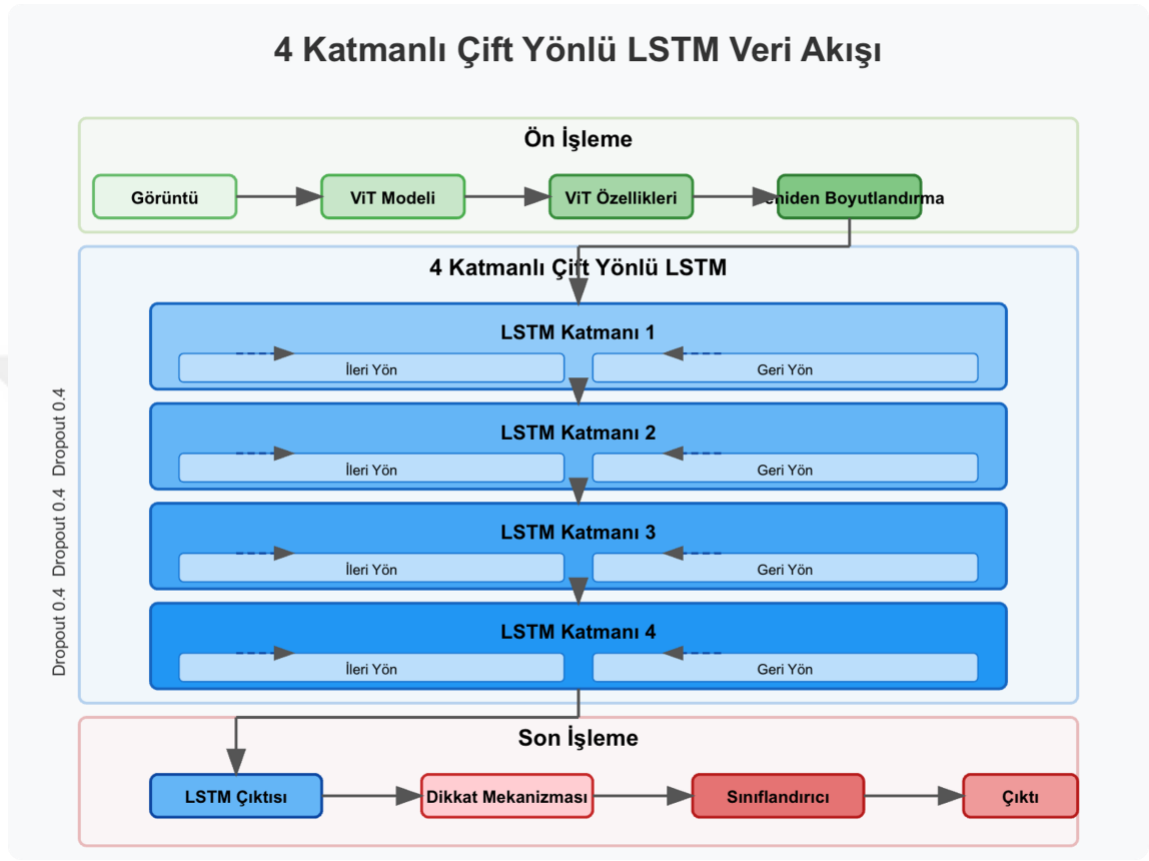 4 Katmanlı Çift Yönlü LSTM Veri Akışı
Ön İşleme
Görüntü
ViT Modeli
ViT Özellikleri
eniden Boyutlandırma
4 Katmanlı Çift Yönlü LSTM
LSTM Katmanı 1
İleri Yön
Geri Yön
Dropout 0.4
LSTM Katmanı 2
İleri Yön
Geri Yön
Dropout 0.4
LSTM Katmanı 3
İleri Yön
Geri Yön
Dropout 0.4
LSTM Katmanı 4
İleri Yön
Geri Yön
Son İşleme
LSTM Çıktısı
Dikkat Mekanizması
Sınıflandırıcı
Çıktı